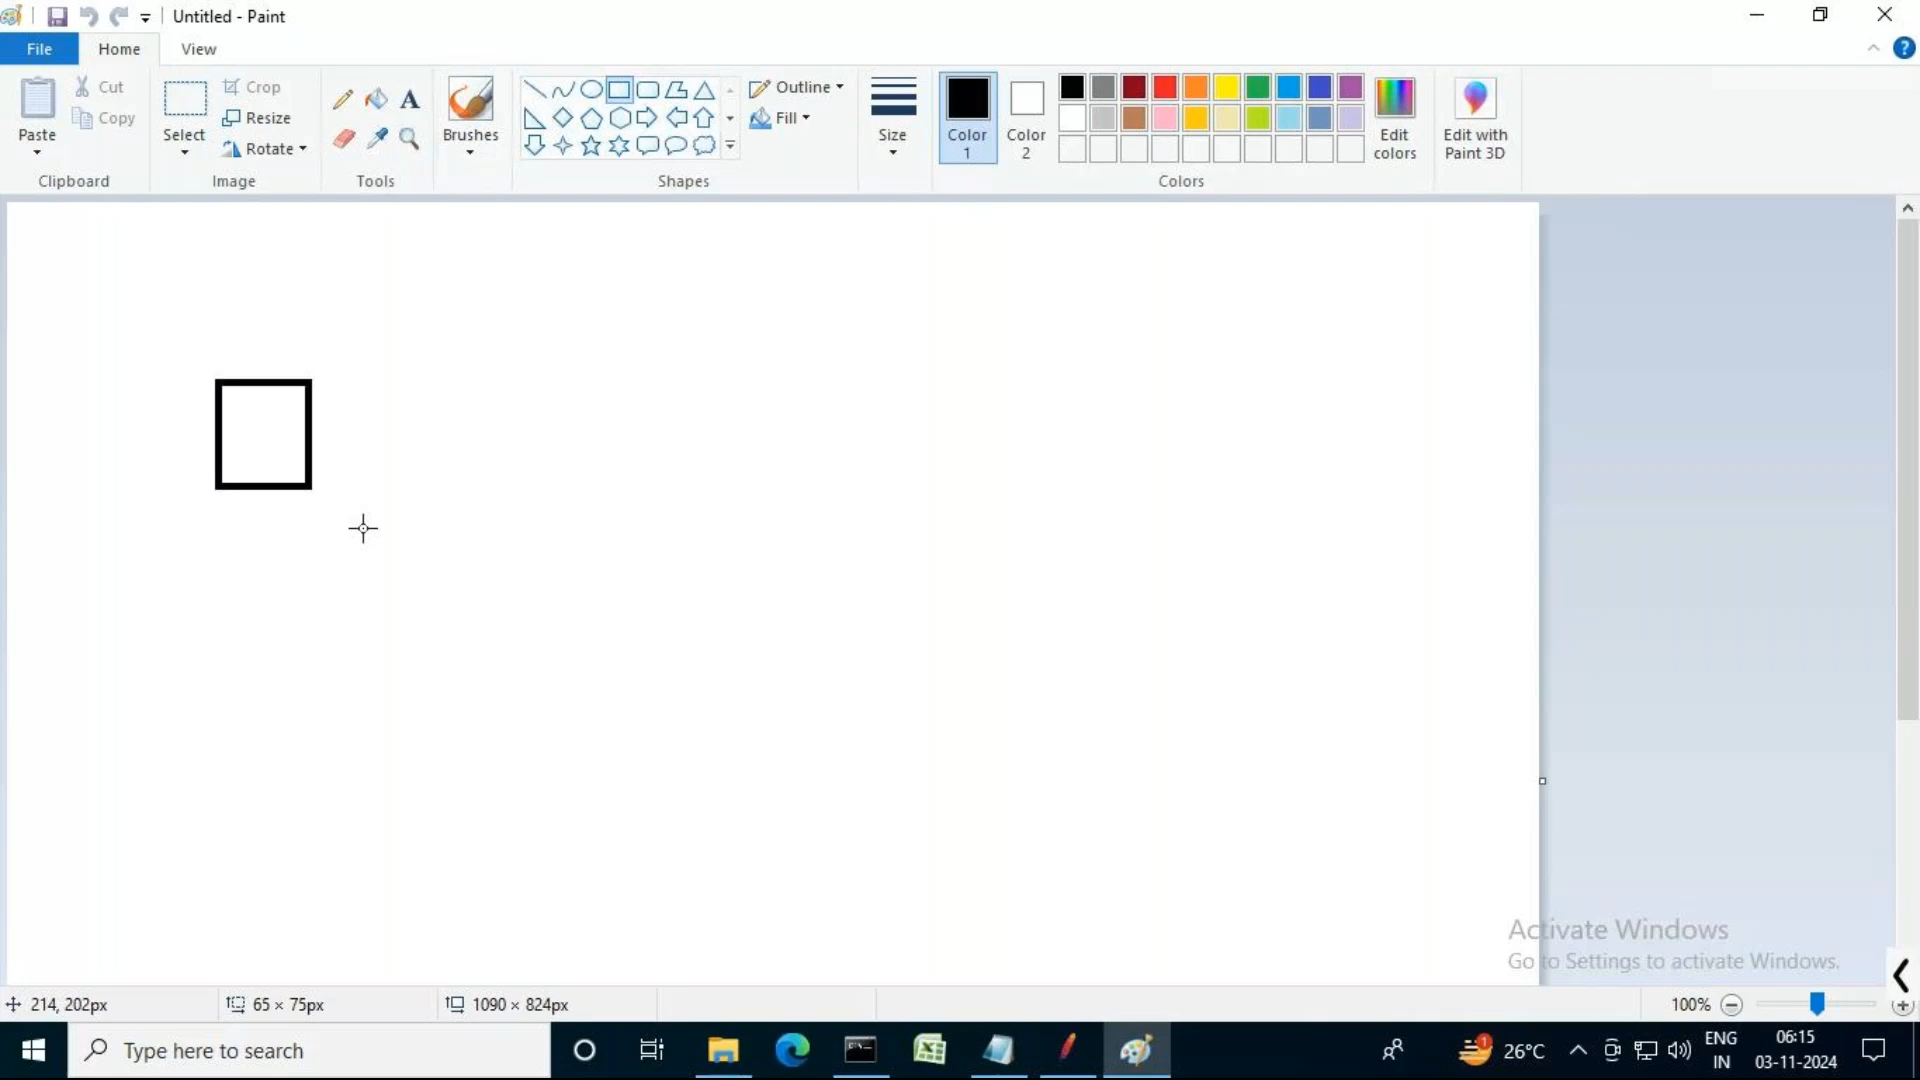 Untitled - Paint
File
Home
View
Paste
Cut
Copy
Clipboard
Select
Crop
Resize
Rotate
Image
A
Tools
Brushes
Outline
Fill
Shapes
Size
Color
1
Color
2
Edit
colors
Colors
Edit with
Paint 3D
?
Activate Windows
Go to Settings to activate Windows.
214, 202px
65 × 75px
1090 × 824px
100%
Type here to search
1
26°C
ENG
IN
06:15
03-11-2024